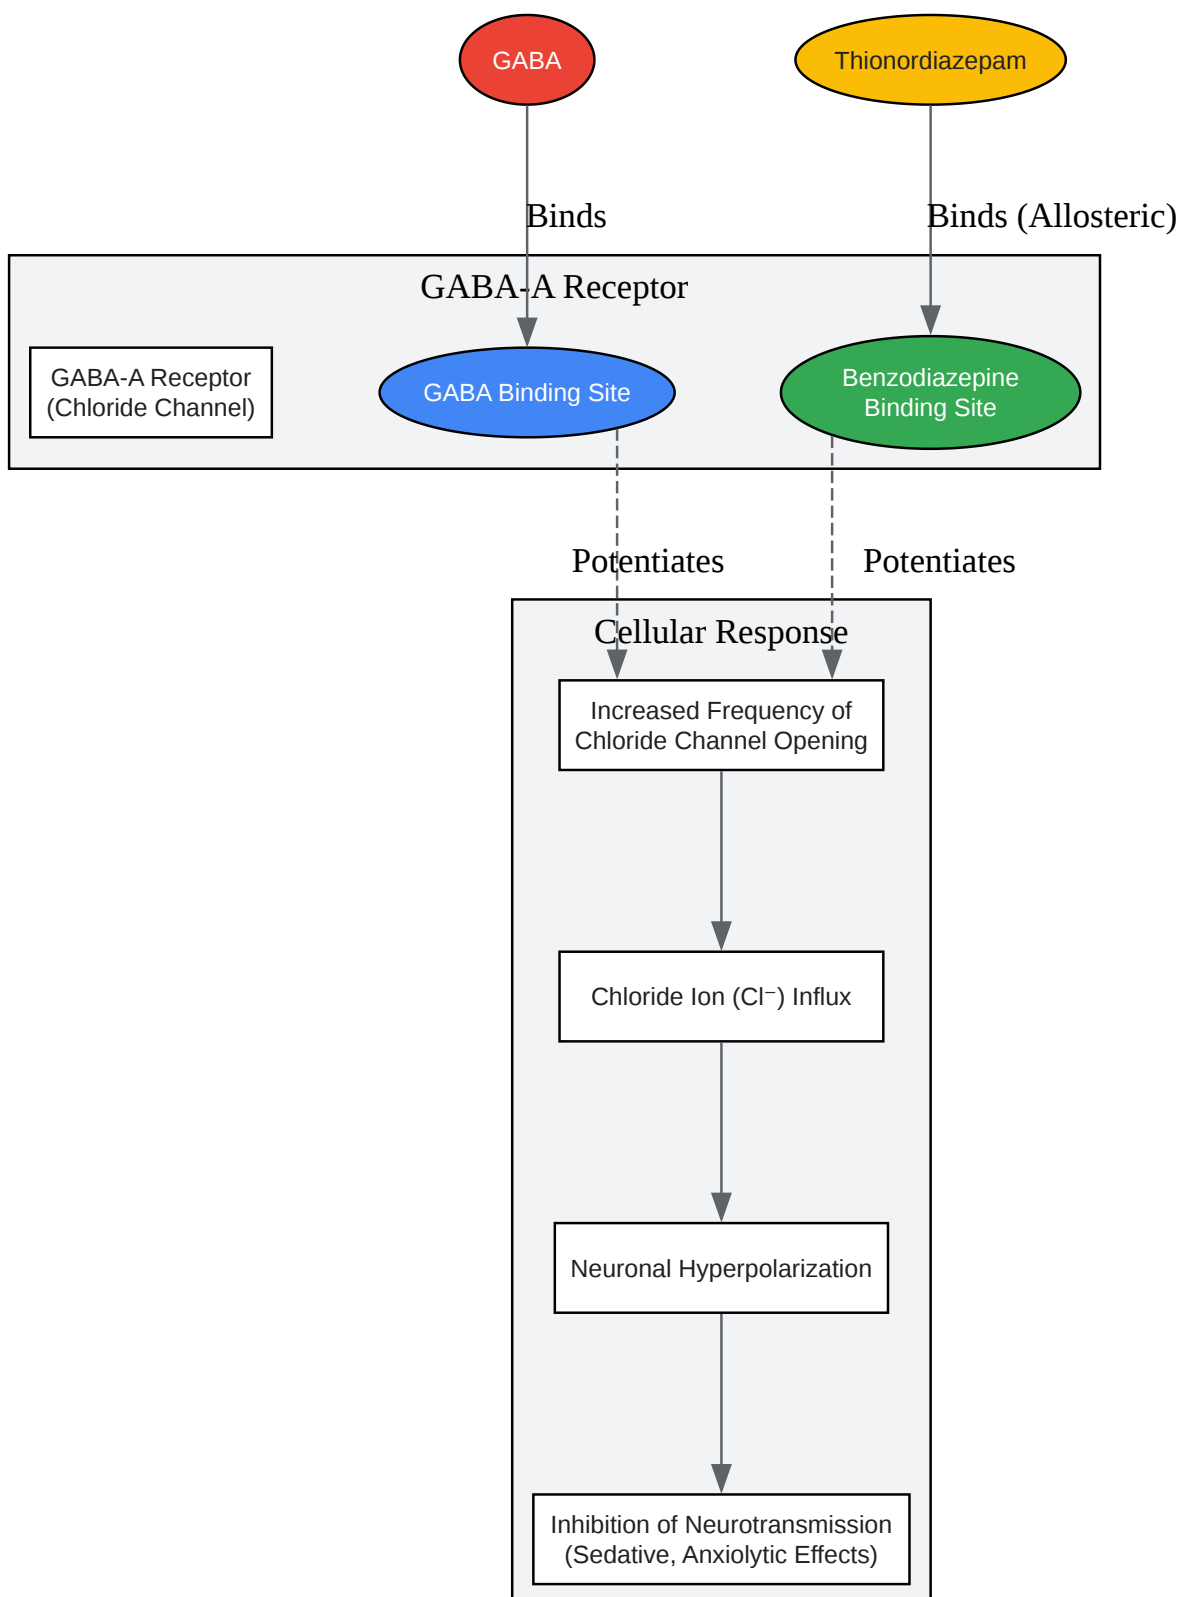 GABA
Thionordiazepam
Binds
Binds (Allosteric)
GABA-A Receptor
GABA-A Receptor
(Chloride Channel)
GABA Binding Site
Benzodiazepine
Binding Site
Potentiates
Potentiates
Cellular Response
Increased Frequency of
Chloride Channel Opening
Chloride Ion (Cl⁻) Influx
Neuronal Hyperpolarization
Inhibition of Neurotransmission
(Sedative, Anxiolytic Effects)